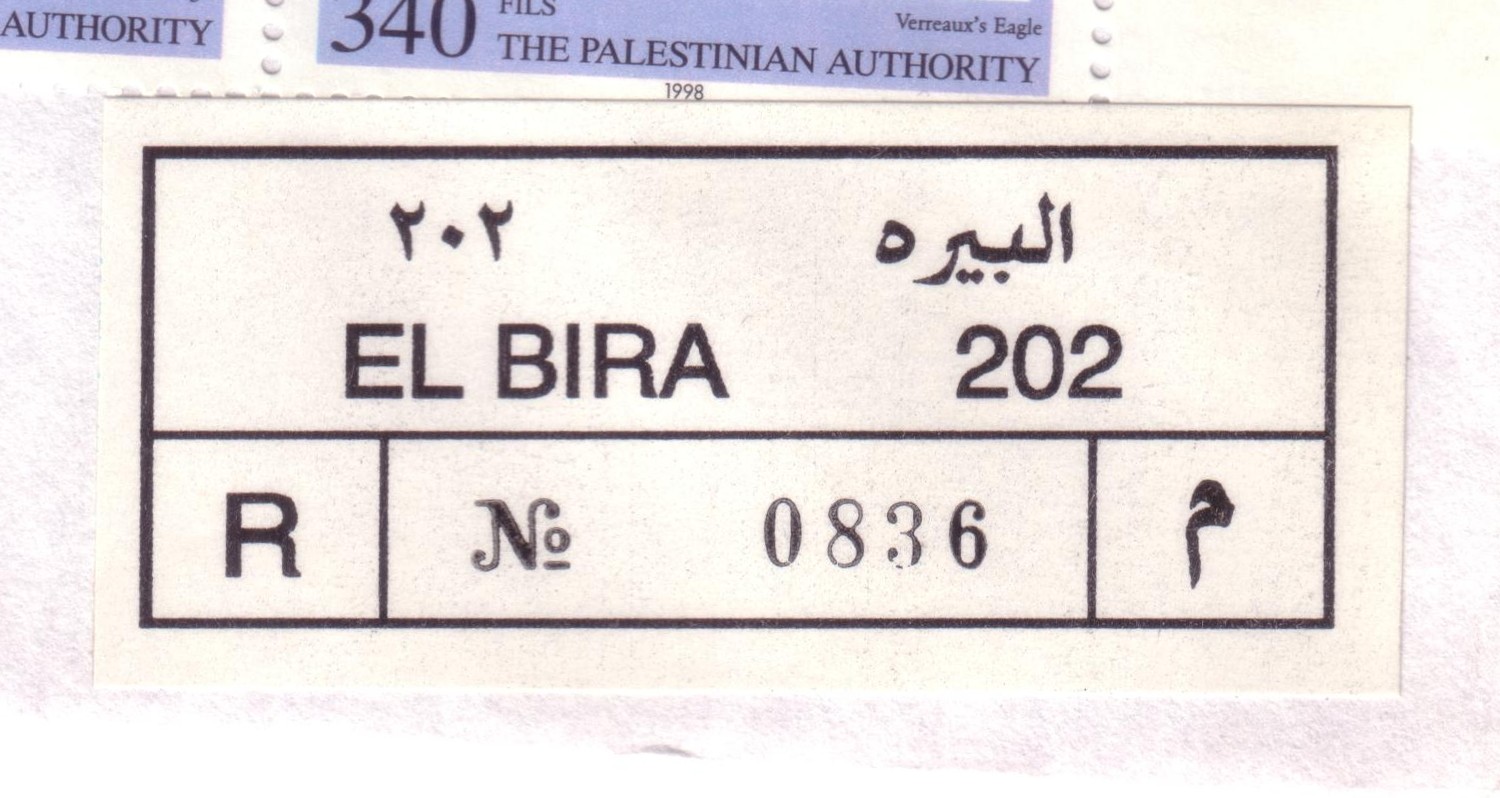 AUTHORITY
340 FILS
Verreaux's Eagle
THE PALESTINIAN AUTHORITY
1998
البيره ٢٠٢
EL BIRA 202
R № 0836 م